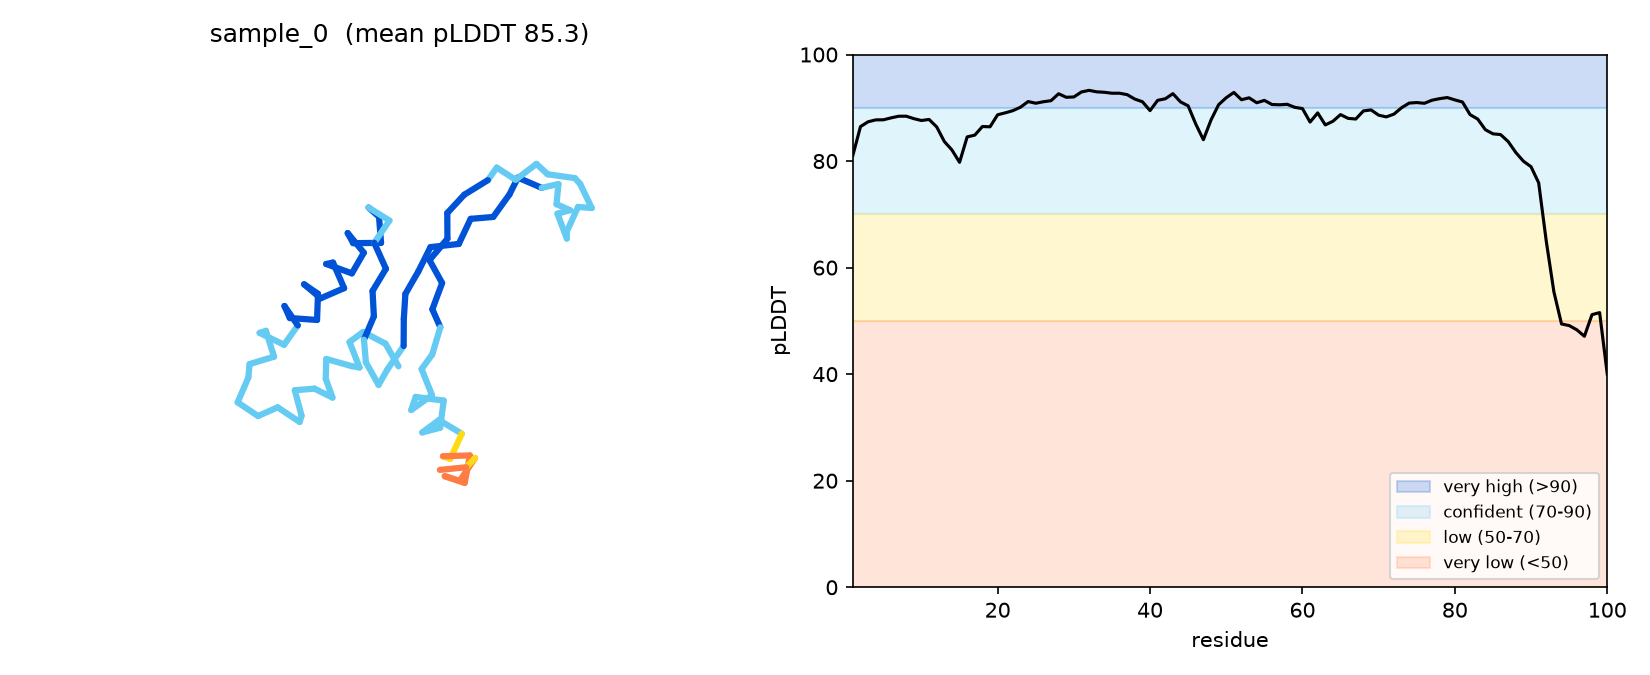 sample_0 (mean pLDDT 85.3)
100
80
60
40
20
0
pLDDT
20
40
60
80
100
residue
very high (>90)
confident (70-90)
low (50-70)
very low (<50)